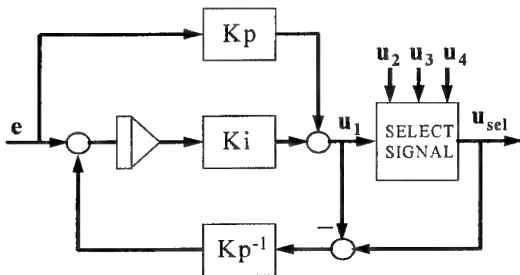 Kp
u2 u3 u4
e
Ki
u1
SELECT
SIGNAL
usel
−
Kp-1